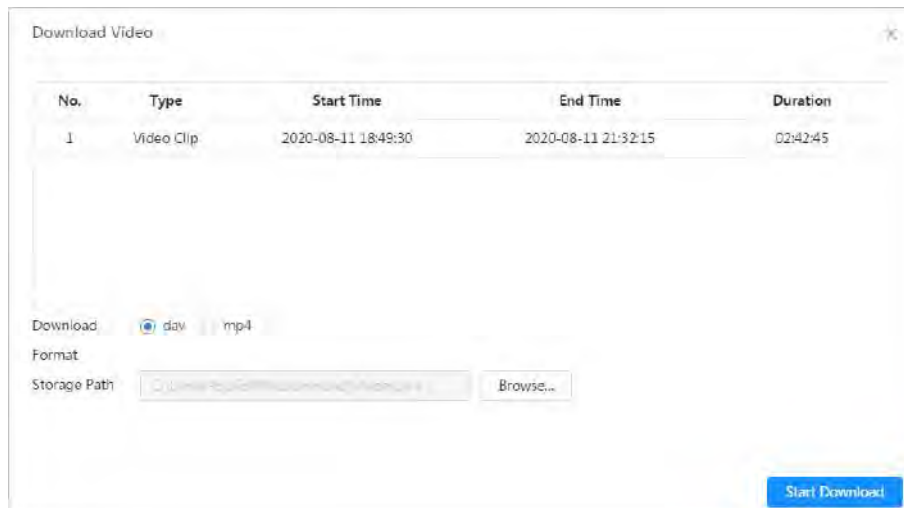 Download Video
No. Type Start Time End Time Duration
1 Video Clip 2020-08-11 18:49:30 2020-08-11 21:32:15 02:42:45
Download dav mp4
Format
Storage Path Browse...
Start Download